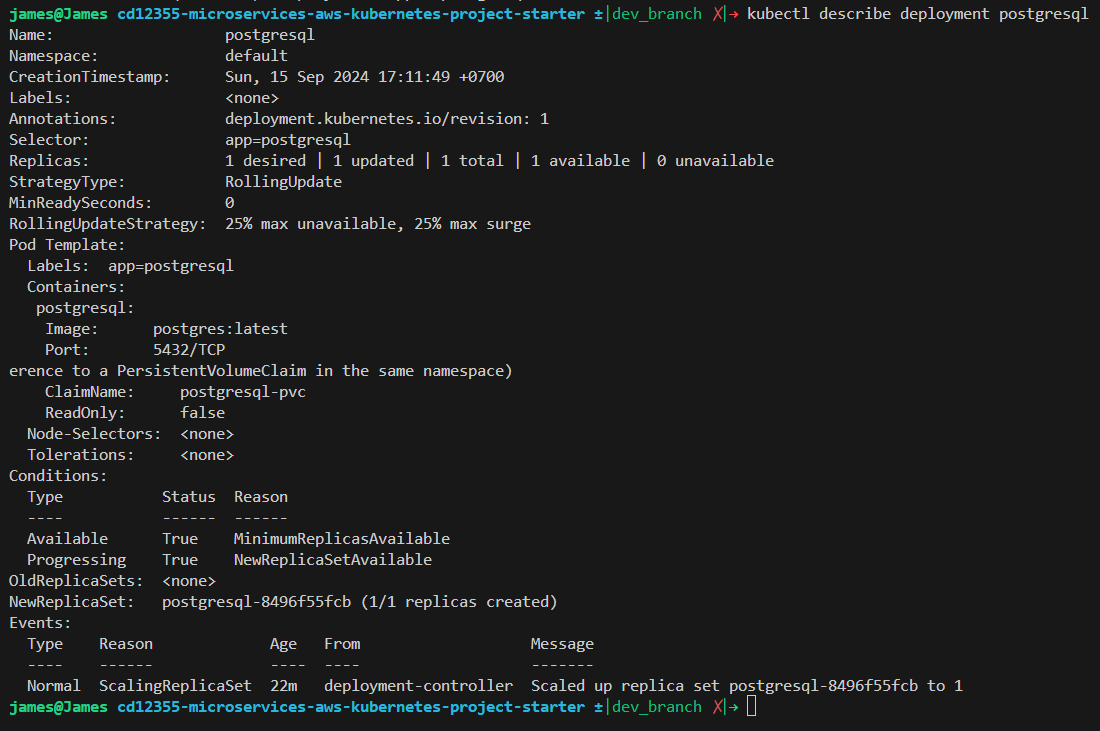 james@James cd12355-microservices-aws-kubernetes-project-starter ±|dev_branch ✗|→ kubectl describe deployment postgresql
Name:                   postgresql
Namespace:              default
CreationTimestamp:      Sun, 15 Sep 2024 17:11:49 +0700
Labels:                 <none>
Annotations:            deployment.kubernetes.io/revision: 1
Selector:               app=postgresql
Replicas:               1 desired | 1 updated | 1 total | 1 available | 0 unavailable
StrategyType:           RollingUpdate
MinReadySeconds:        0
RollingUpdateStrategy:  25% max unavailable, 25% max surge
Pod Template:
  Labels:  app=postgresql
  Containers:
   postgresql:
    Image:      postgres:latest
    Port:       5432/TCP
erence to a PersistentVolumeClaim in the same namespace)
    ClaimName:     postgresql-pvc
    ReadOnly:      false
  Node-Selectors:  <none>
  Tolerations:     <none>
Conditions:
  Type           Status  Reason
  ----           ------  ------
  Available      True    MinimumReplicasAvailable
  Progressing    True    NewReplicaSetAvailable
OldReplicaSets:  <none>
NewReplicaSet:   postgresql-8496f55fcb (1/1 replicas created)
Events:
  Type    Reason             Age   From                   Message
  ----    ------             ----  ----                   -------
  Normal  ScalingReplicaSet  22m   deployment-controller  Scaled up replica set postgresql-8496f55fcb to 1
james@James cd12355-microservices-aws-kubernetes-project-starter ±|dev_branch ✗|→